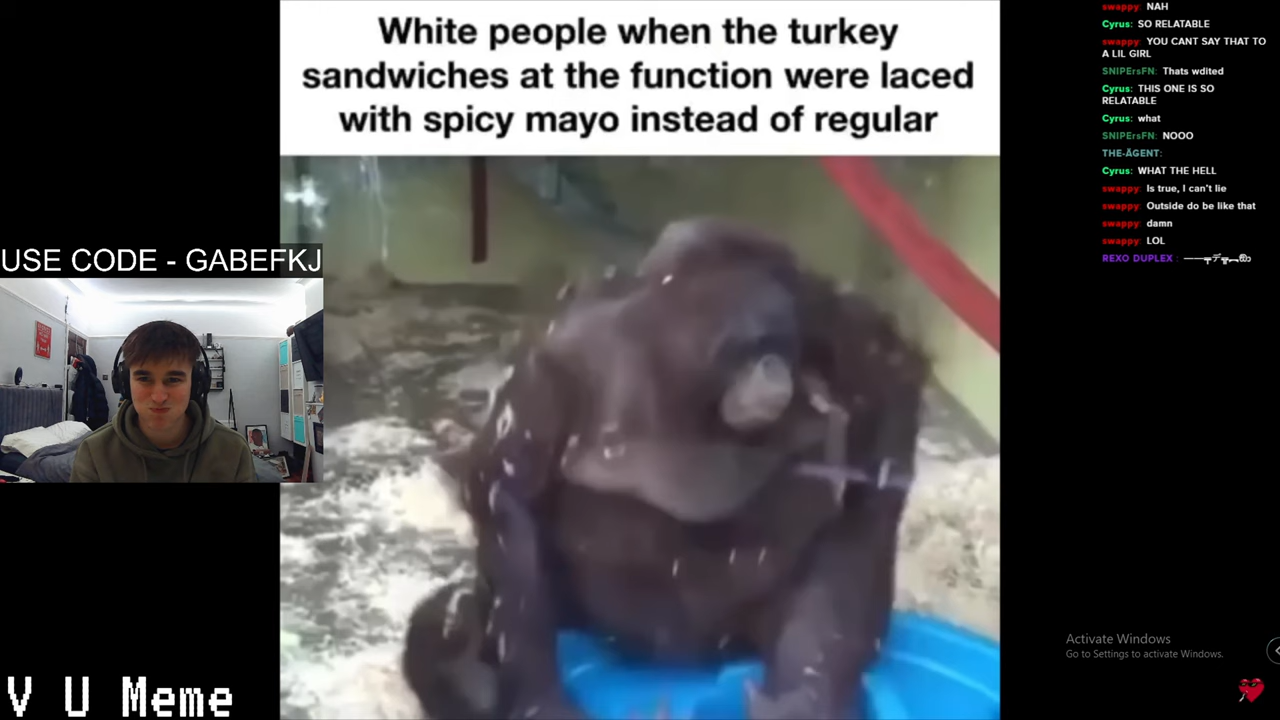 White people when the turkey
sandwiches at the function were laced
with spicy mayo instead of regular
USE CODE - GABEFKJ
V U Meme
swappy: NAH
Cyrus: SO RELATABLE
swappy: YOU CANT SAY THAT TO
A LIL GIRL
SNIPErsFN: Thats wdited
Cyrus: THIS ONE IS SO
RELATABLE
Cyrus: what
SNIPErsFN: NOOO
THE-ÄGENT:
Cyrus: WHAT THE HELL
swappy: Is true, I can't lie
swappy: Outside do be like that
swappy: damn
swappy: LOL
REXO DUPLEX :
Activate Windows
Go to Settings to activate Windows.